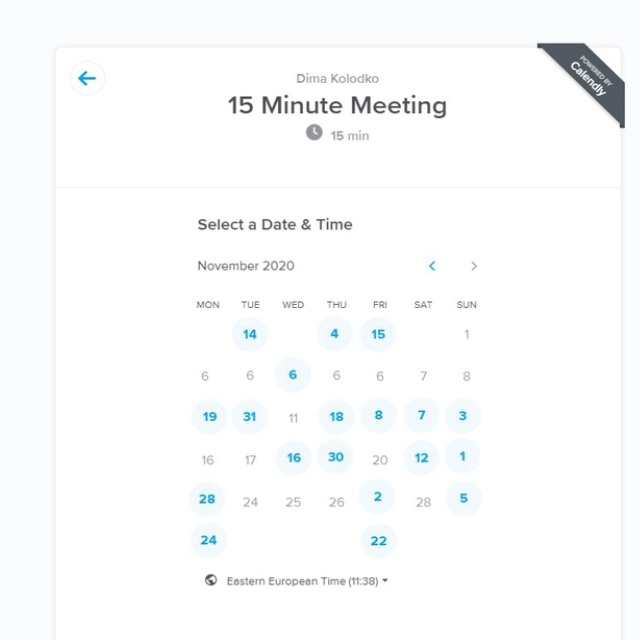 POWERED BY
Calendly
Dima Kolodko
15 Minute Meeting
15 min
Select a Date & Time
November 2020
MON TUE WED THU FRI SAT SUN
14 4 15 1
6 6 6 6 6 7 8
19 31 11 18 8 7 3
16 17 16 30 20 12 1
28 24 25 26 2 28 5
24 22
Eastern European Time (11:38)